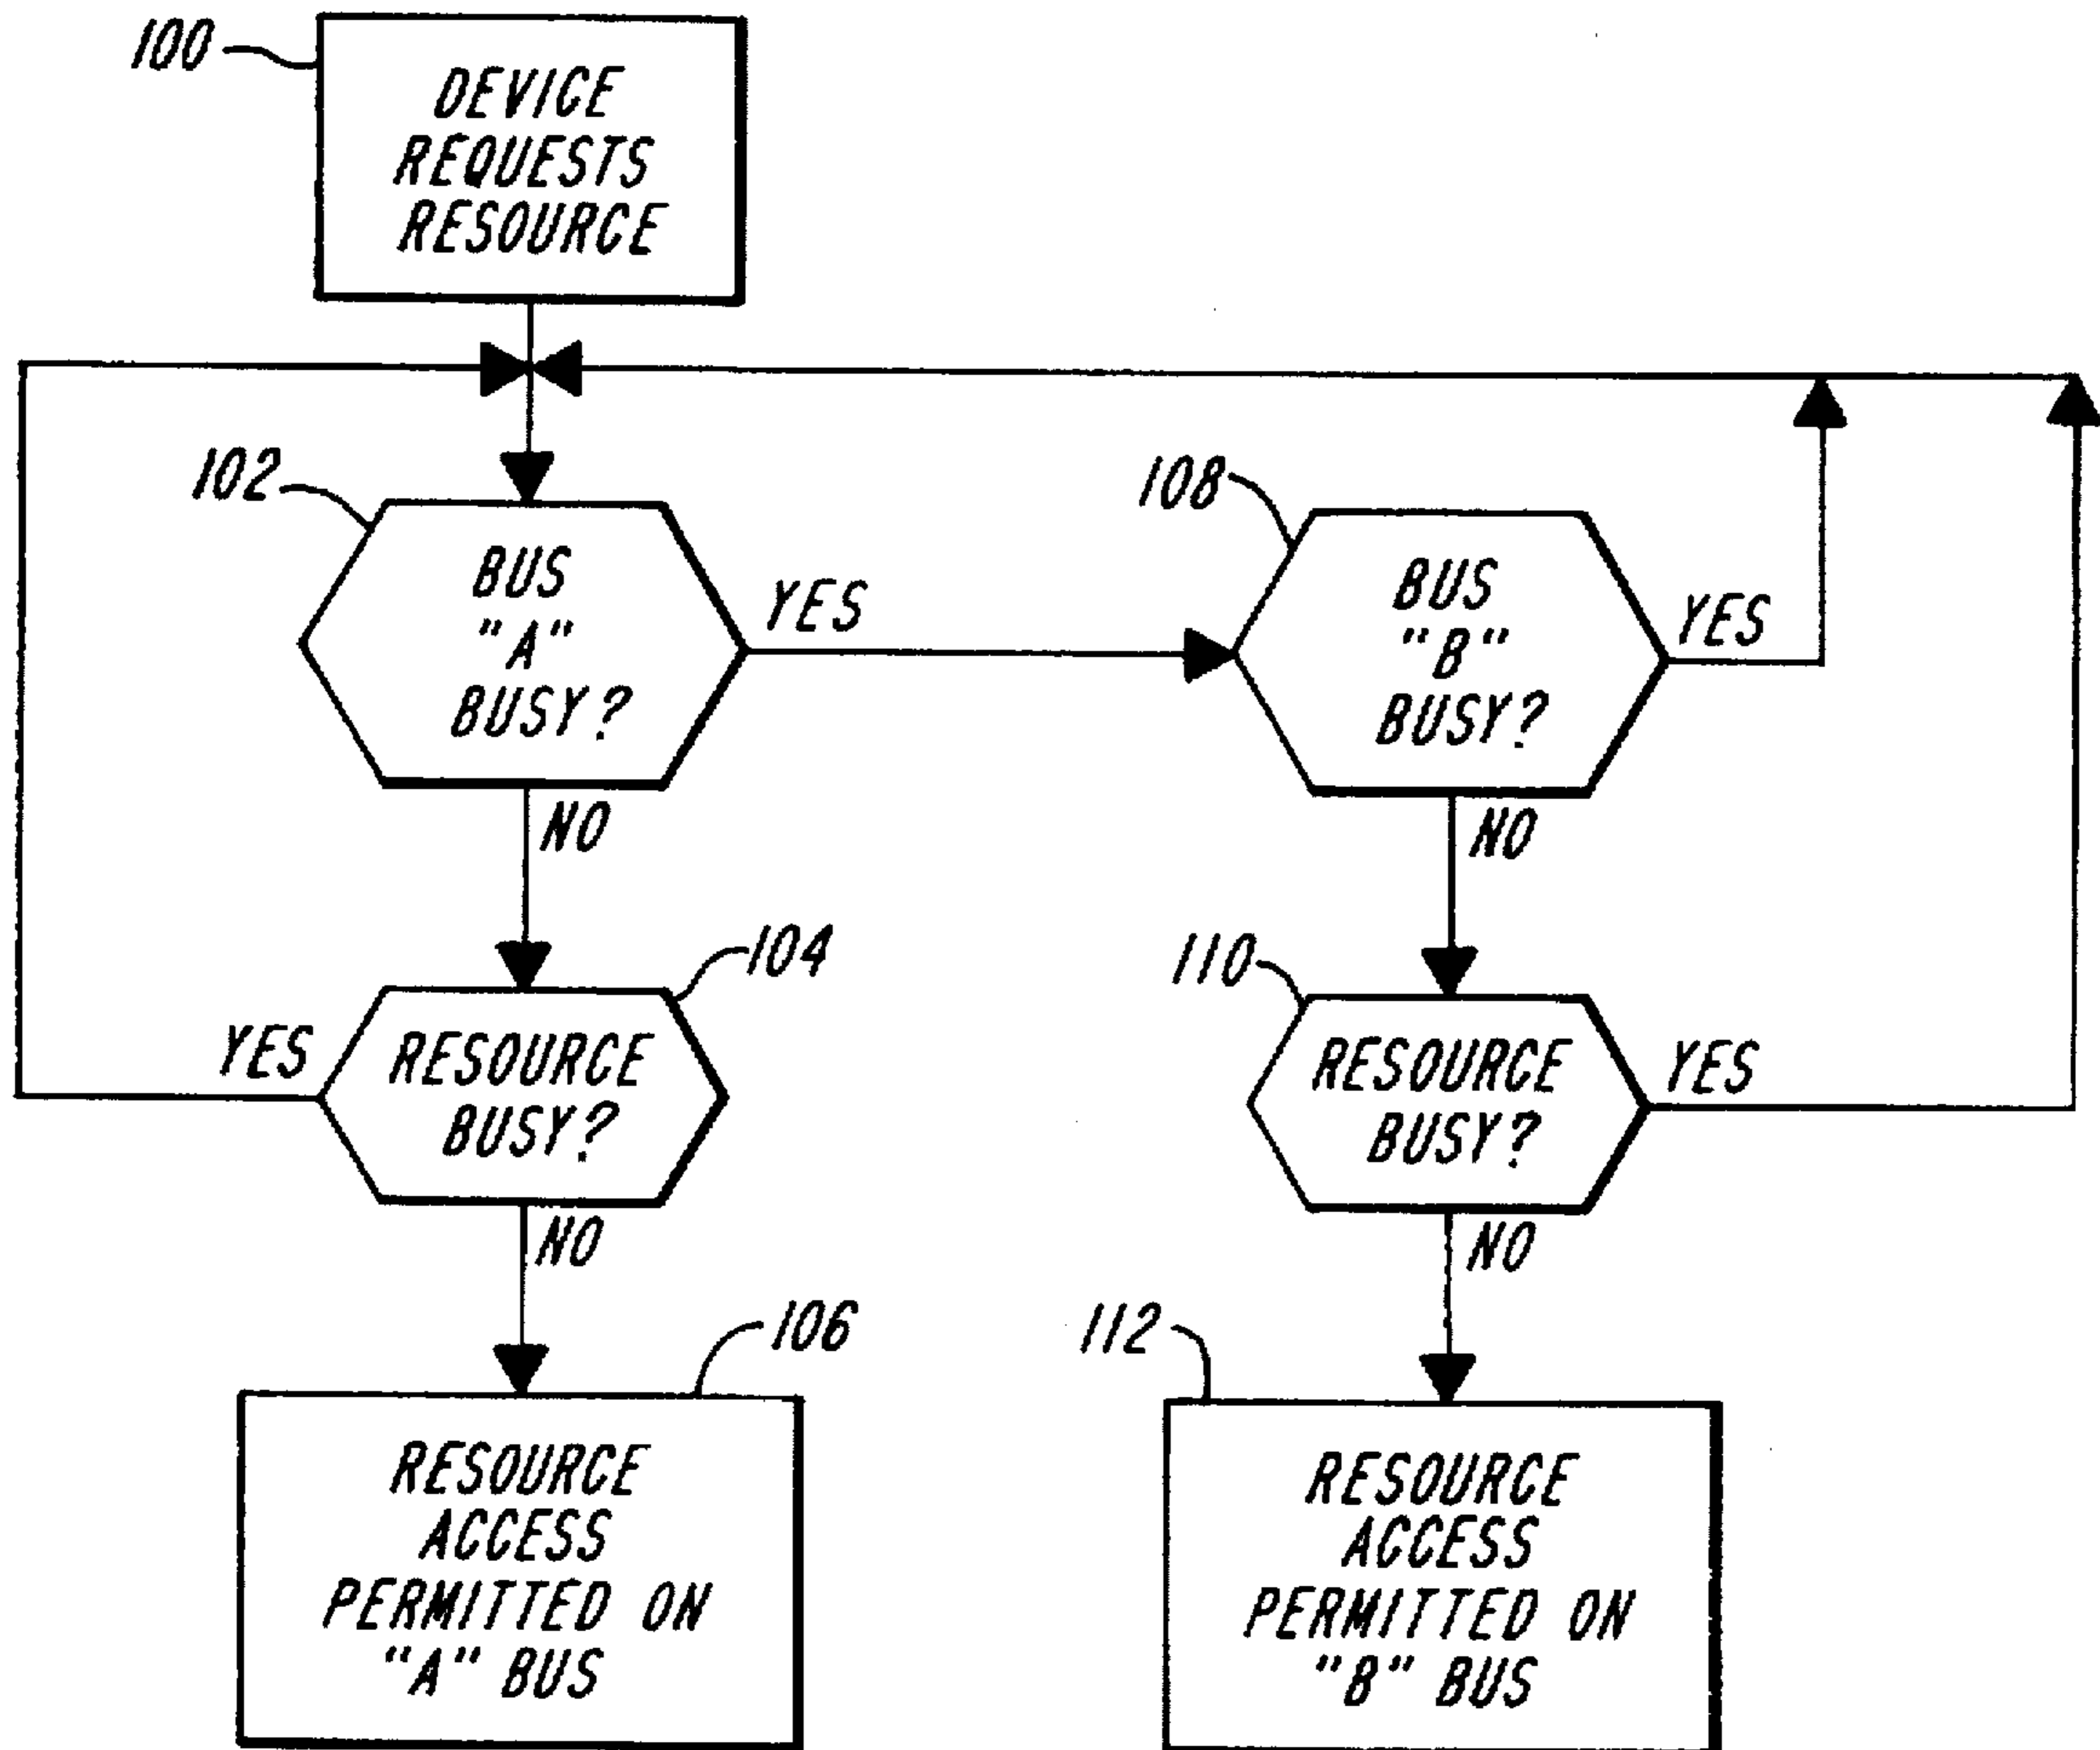 100
DEVICE
REQUESTS
RESOURCE
102
BUS
"A"
BUSY?
YES
NO
108
BUS
"B"
BUSY?
YES
NO
104
RESOURCE
BUSY?
YES
NO
110
RESOURCE
BUSY?
YES
NO
106
RESOURCE
ACCESS
PERMITTED ON
"A" BUS
112
RESOURCE
ACCESS
PERMITTED ON
"B" BUS